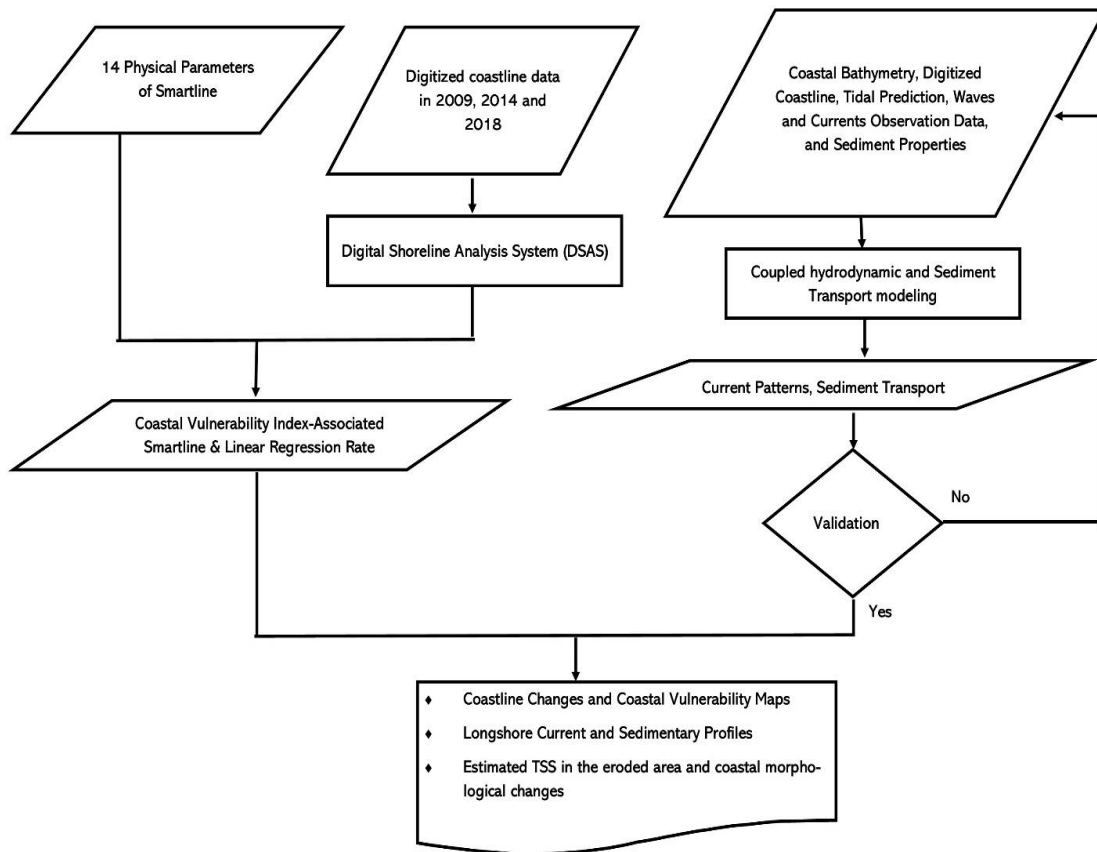 14 Physical Parameters
of Smartline
Digitized coastline data
in 2009, 2014 and
2018
Coastal Bathymetry, Digitized
Coastline, Tidal Prediction, Waves
and Currents Observation Data,
and Sediment Properties
Digital Shoreline Analysis System (DSAS)
Coupled hydrodynamic and Sediment
Transport modeling
Current Patterns, Sediment Transport
Coastal Vulnerability Index-Associated
Smartline & Linear Regression Rate
Validation
No
Yes
♦ Coastline Changes and Coastal Vulnerability Maps
♦ Longshore Current and Sedimentary Profiles
♦ Estimated TSS in the eroded area and coastal morpho-
logical changes